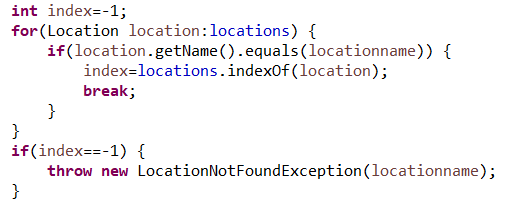 int index=-1;
for(Location location:locations) {
    if(location.getName().equals(locationname)) {
        index=locations.indexOf(location);
        break;
    }
}
if(index==-1) {
    throw new LocationNotFoundException(locationname);
}